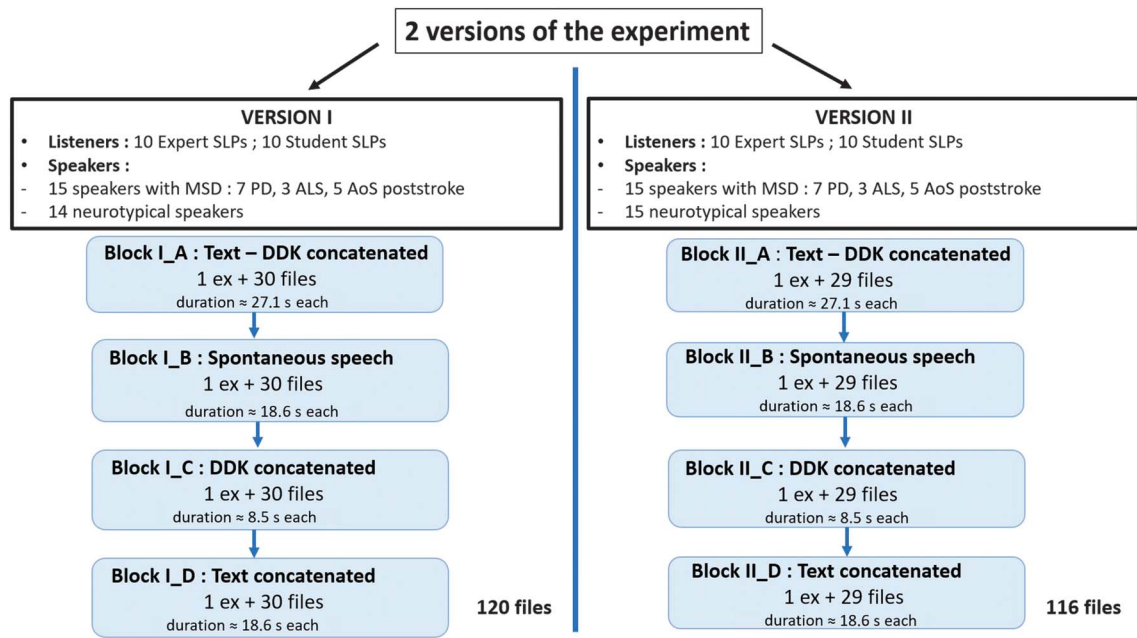 2 versions of the experiment
VERSION I
• Listeners : 10 Expert SLPs ; 10 Student SLPs
• Speakers :
- 15 speakers with MSD : 7 PD, 3 ALS, 5 AoS poststroke
- 14 neurotypical speakers
Block I_A : Text – DDK concatenated
1 ex + 30 files
duration ≈ 27.1 s each
Block I_B : Spontaneous speech
1 ex + 30 files
duration ≈ 18.6 s each
Block I_C : DDK concatenated
1 ex + 30 files
duration ≈ 8.5 s each
Block I_D : Text concatenated
1 ex + 30 files
duration ≈ 18.6 s each
120 files
VERSION II
• Listeners : 10 Expert SLPs ; 10 Student SLPs
• Speakers :
- 15 speakers with MSD : 7 PD, 3 ALS, 5 AoS poststroke
- 15 neurotypical speakers
Block II_A : Text – DDK concatenated
1 ex + 29 files
duration ≈ 27.1 s each
Block II_B : Spontaneous speech
1 ex + 29 files
duration ≈ 18.6 s each
Block II_C : DDK concatenated
1 ex + 29 files
duration ≈ 8.5 s each
Block II_D : Text concatenated
1 ex + 29 files
duration ≈ 18.6 s each
116 files